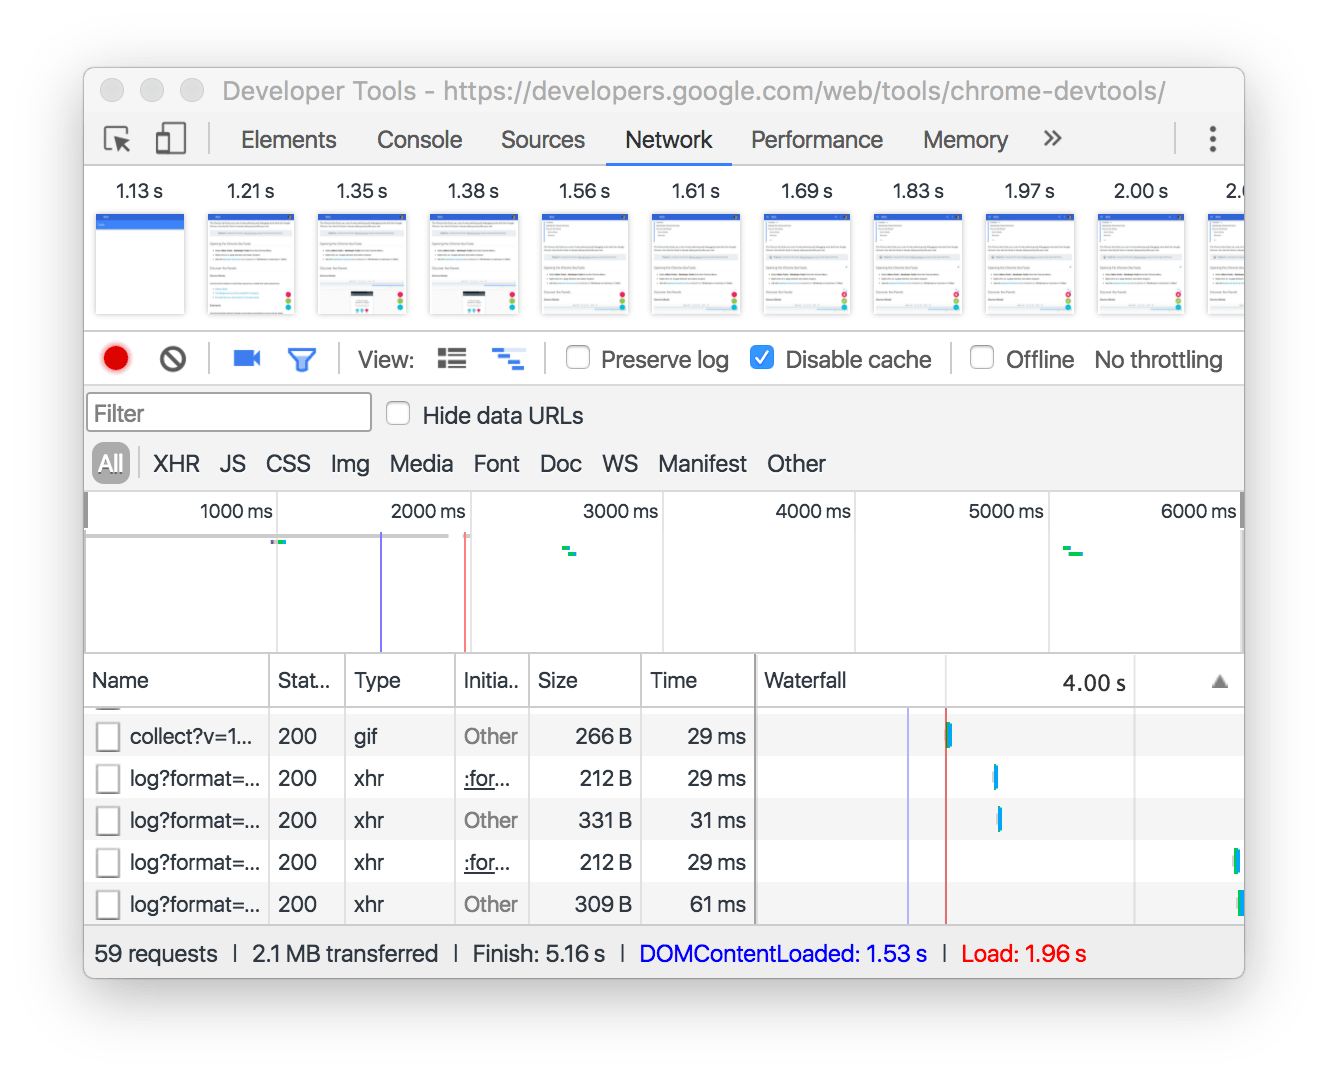 Developer Tools - https://developers.google.com/web/tools/chrome-devtools/
Elements Console Sources Network Performance Memory »
1.13 s 1.21 s 1.35 s 1.38 s 1.56 s 1.61 s 1.69 s 1.83 s 1.97 s 2.00 s
View: Preserve log Disable cache Offline No throttling
Filter Hide data URLs
All XHR JS CSS Img Media Font Doc WS Manifest Other
1000 ms 2000 ms 3000 ms 4000 ms 5000 ms 6000 ms
Name Stat... Type Initia.. Size Time Waterfall 4.00 s
collect?v=1... 200 gif Other 266 B 29 ms
log?format=... 200 xhr :for... 212 B 29 ms
log?format=... 200 xhr Other 331 B 31 ms
log?format=... 200 xhr :for... 212 B 29 ms
log?format=... 200 xhr Other 309 B 61 ms
59 requests | 2.1 MB transferred | Finish: 5.16 s | DOMContentLoaded: 1.53 s | Load: 1.96 s